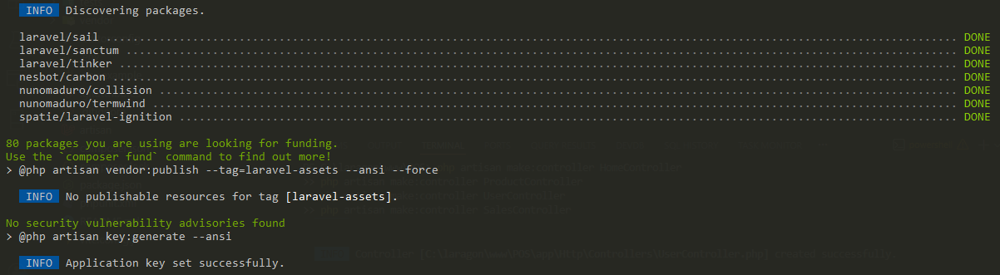 INFO Discovering packages.
laravel/sail ........................................................................................................................ DONE
laravel/sanctum ..................................................................................................................... DONE
laravel/tinker ...................................................................................................................... DONE
nesbot/carbon ....................................................................................................................... DONE
nunomaduro/collision ................................................................................................................ DONE
nunomaduro/termwind ................................................................................................................. DONE
spatie/laravel-ignition ............................................................................................................. DONE
80 packages you are using are looking for funding.
Use the `composer fund` command to find out more!
> @php artisan vendor:publish --tag=laravel-assets --ansi --force
INFO No publishable resources for tag [laravel-assets].
No security vulnerability advisories found
> @php artisan key:generate --ansi
INFO Application key set successfully.